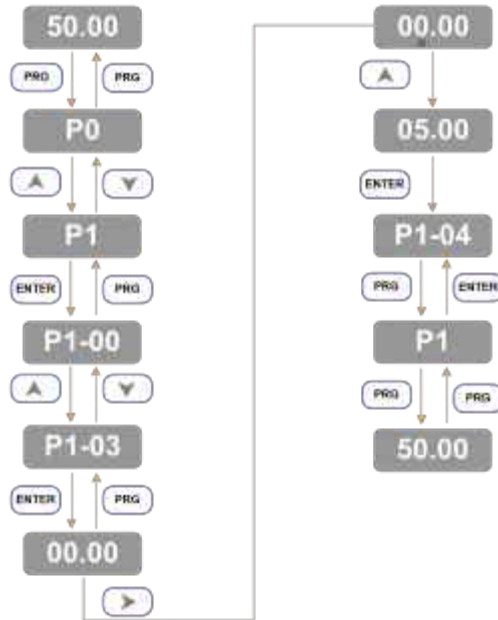 50.00
PRG PRG
P0
P1
ENTER PRG
P1-00
P1-03
ENTER PRG
00.00
00.00
05.00
ENTER
P1-04
PRG ENTER
P1
PRG PRG
50.00